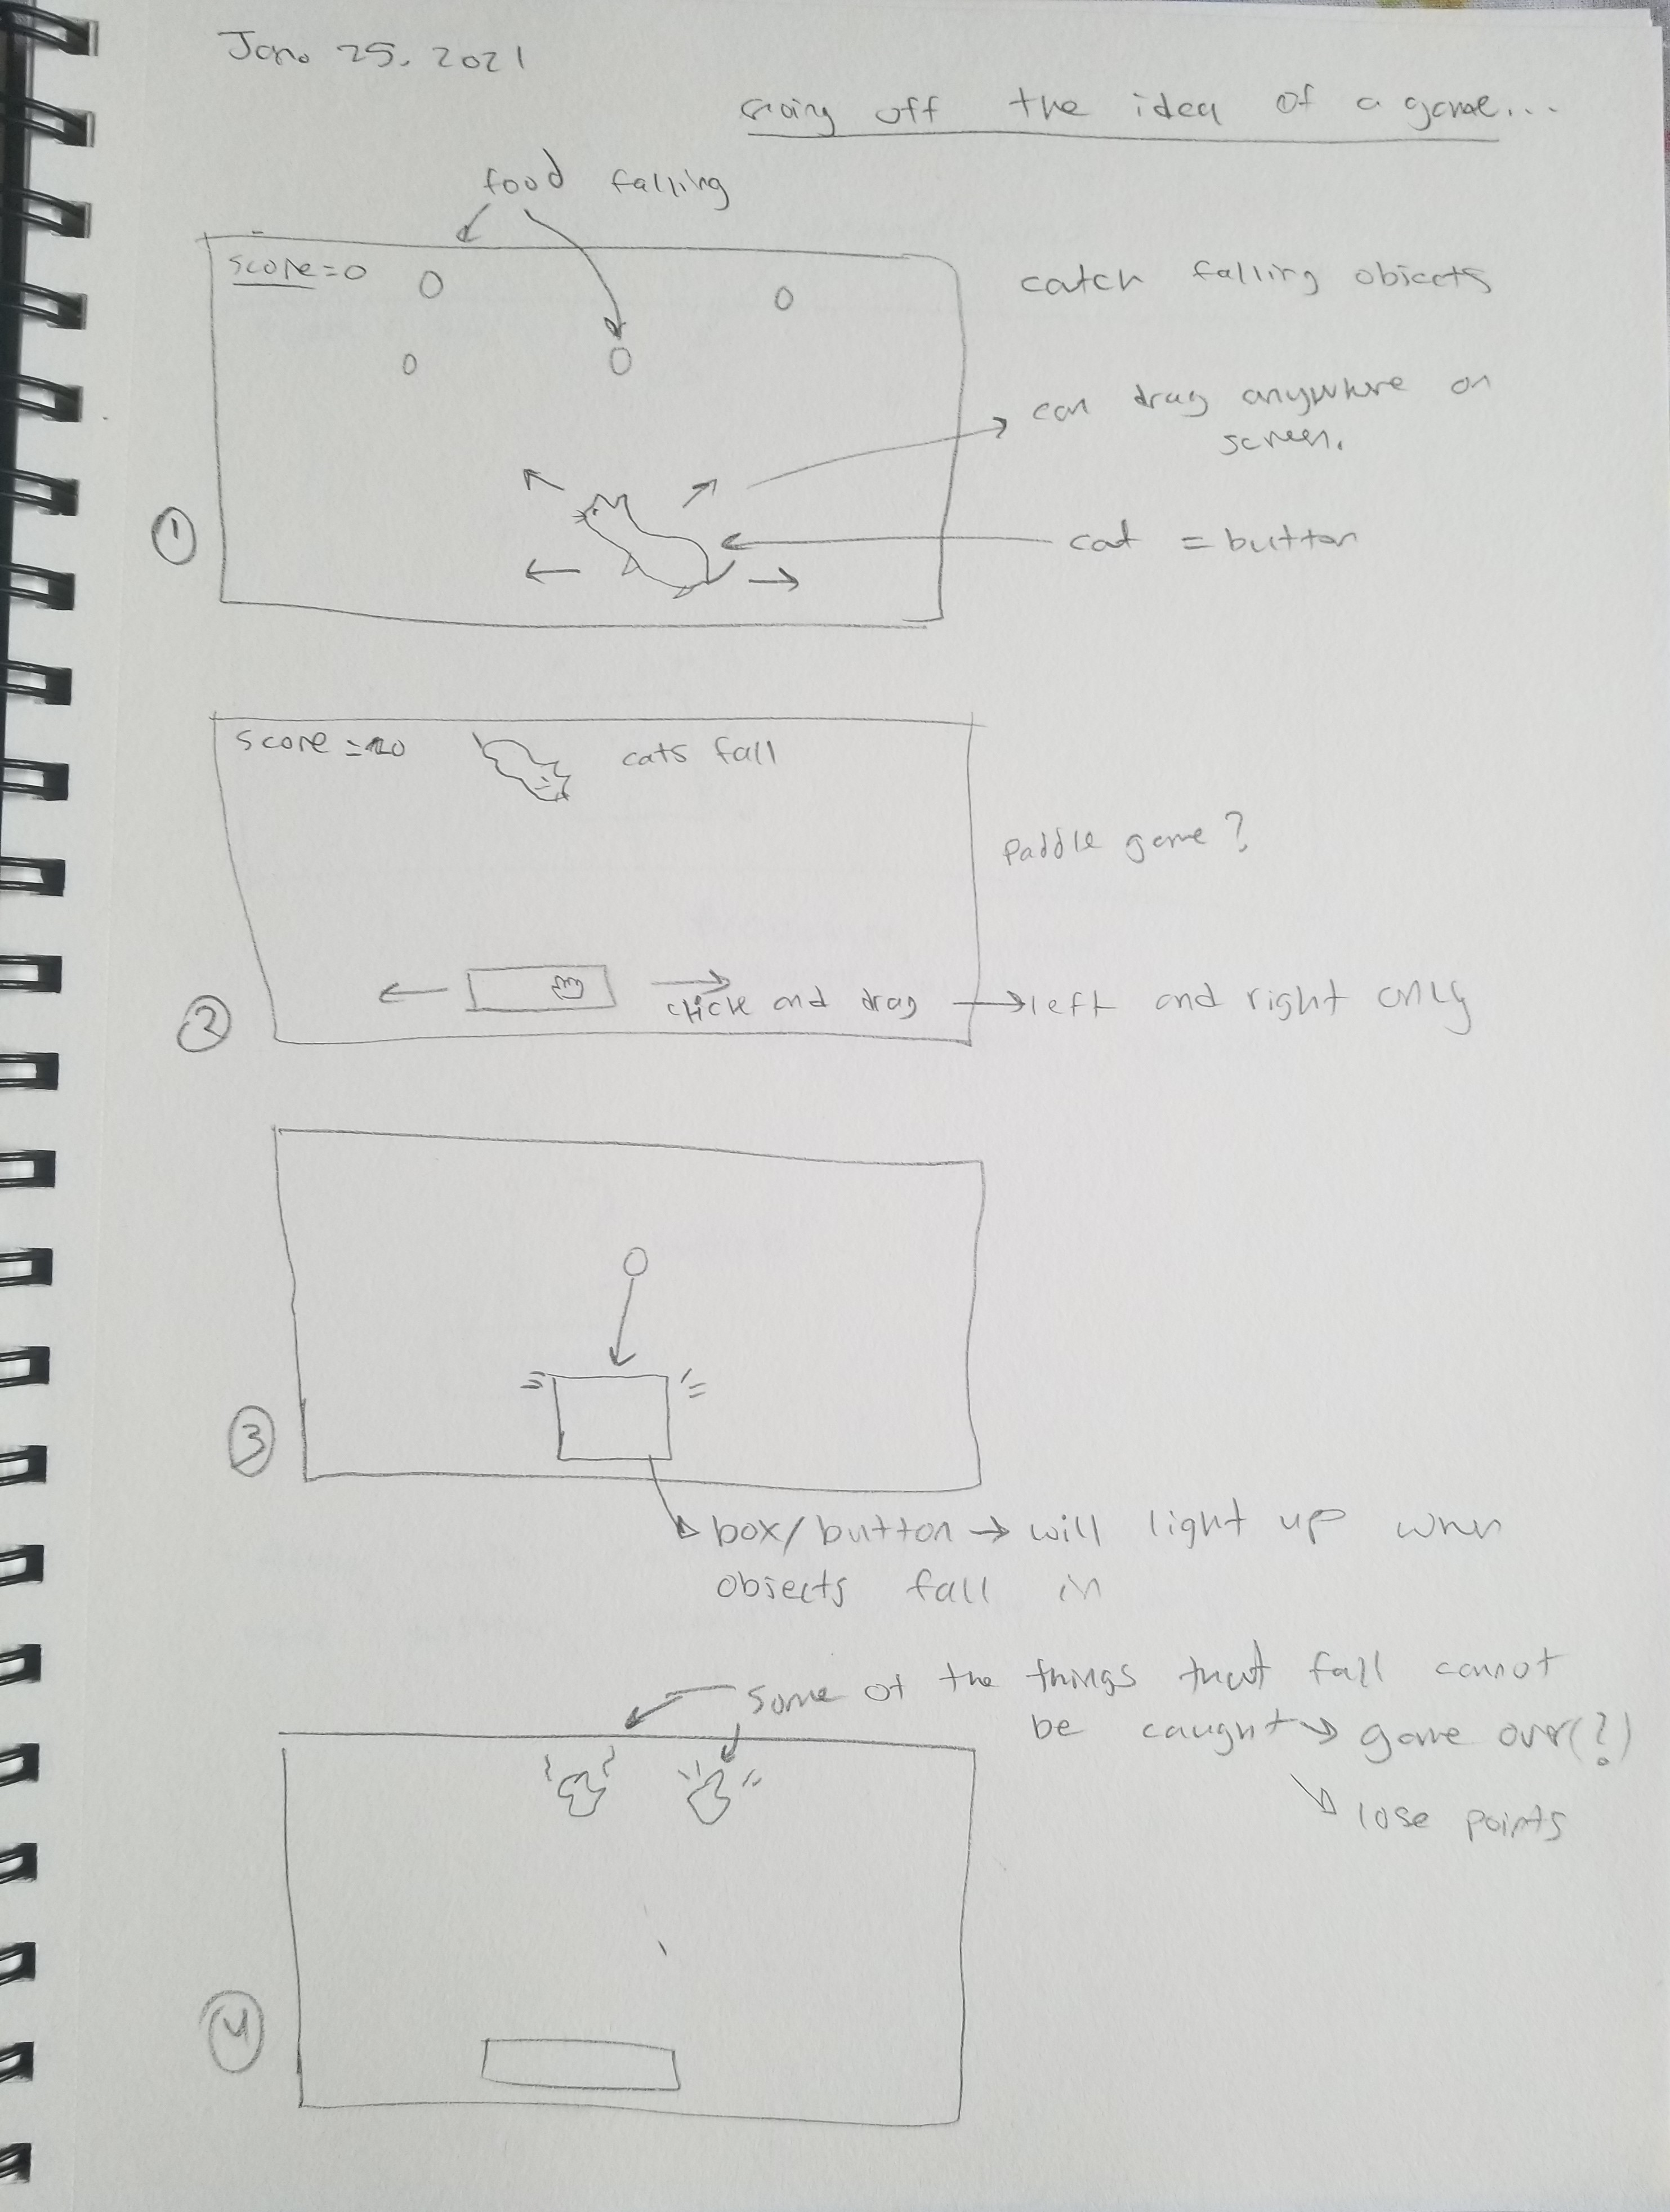 Jan. 25. 2021
going off the idea of a game...
food falling
score=0
catch falling objects
can drag anywhere on
screen.
cat = button
1
score = 20
cats fall
Paddle game?
click and drag → left and right only
2
3
box/button → will light up when
objects fall in
some of the things that fall cannot
be caught → game over(?)
lose points
4